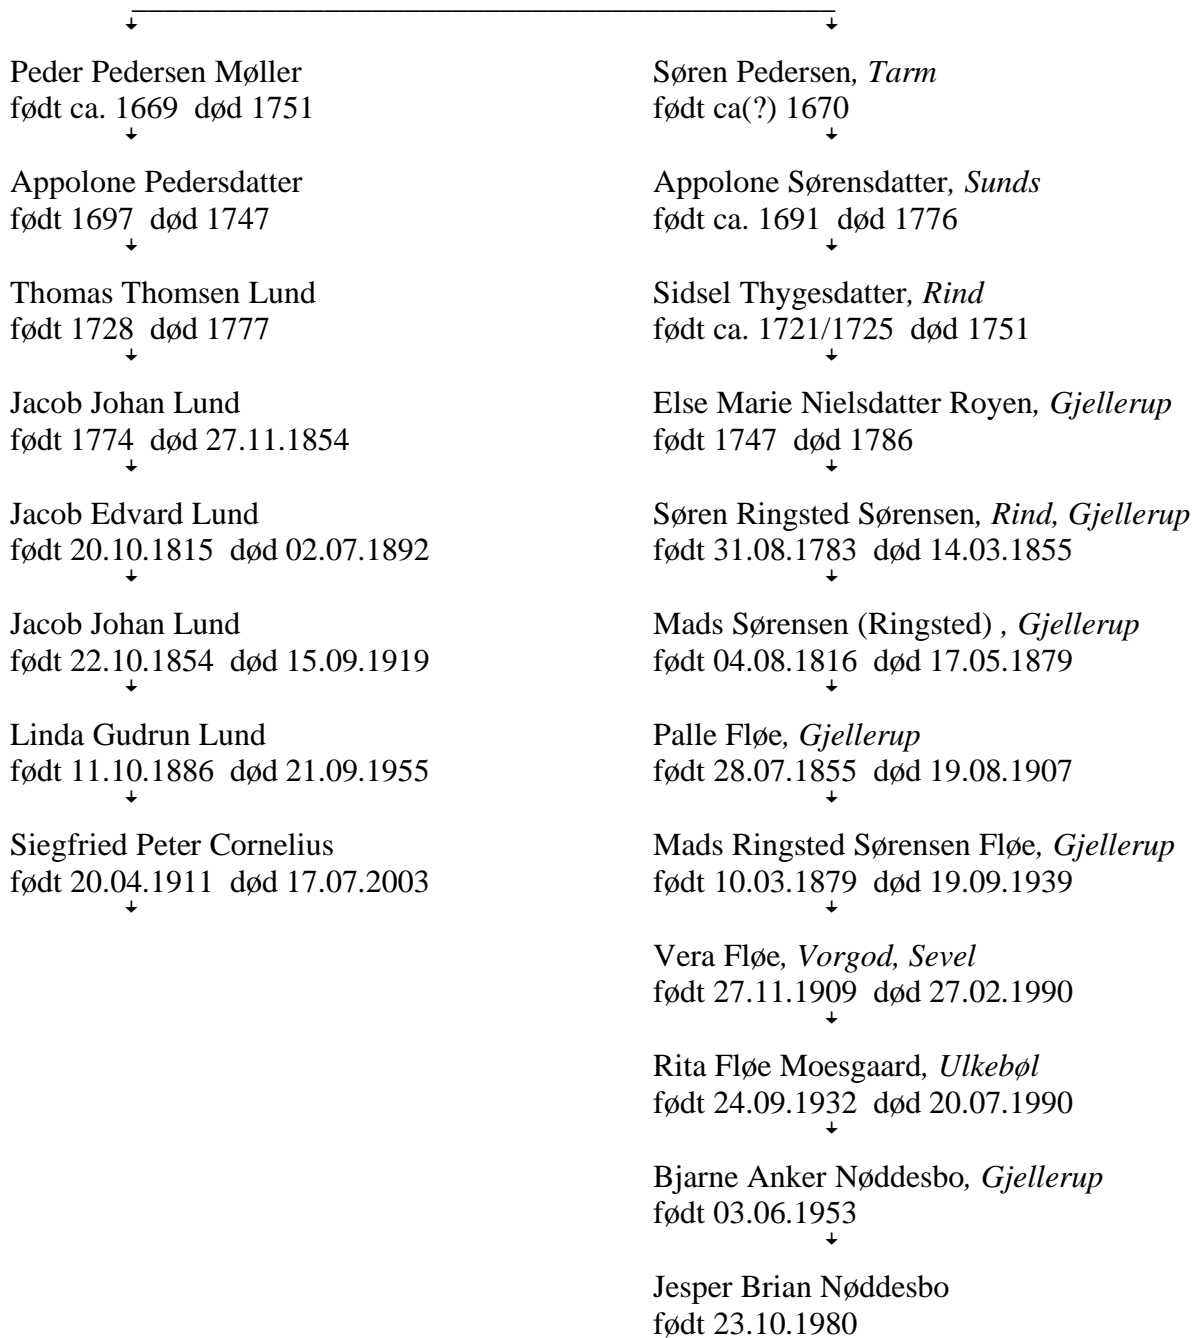 Peder Pedersen Møller
født ca. 1669  død 1751
Appolone Pedersdatter
født 1697  død 1747
Thomas Thomsen Lund
født 1728  død 1777
Jacob Johan Lund
født 1774  død 27.11.1854
Jacob Edvard Lund
født 20.10.1815  død 02.07.1892
Jacob Johan Lund
født 22.10.1854  død 15.09.1919
Linda Gudrun Lund
født 11.10.1886  død 21.09.1955
Siegfried Peter Cornelius
født 20.04.1911  død 17.07.2003
Søren Pedersen, Tarm
født ca(?) 1670
Appolone Sørensdatter, Sunds
født ca. 1691  død 1776
Sidsel Thygesdatter, Rind
født ca. 1721/1725  død 1751
Else Marie Nielsdatter Royen, Gjellerup
født 1747  død 1786
Søren Ringsted Sørensen, Rind, Gjellerup
født 31.08.1783  død 14.03.1855
Mads Sørensen (Ringsted) , Gjellerup
født 04.08.1816  død 17.05.1879
Palle Fløe, Gjellerup
født 28.07.1855  død 19.08.1907
Mads Ringsted Sørensen Fløe, Gjellerup
født 10.03.1879  død 19.09.1939
Vera Fløe, Vorgod, Sevel
født 27.11.1909  død 27.02.1990
Rita Fløe Moesgaard, Ulkebøl
født 24.09.1932  død 20.07.1990
Bjarne Anker Nøddesbo, Gjellerup
født 03.06.1953
Jesper Brian Nøddesbo
født 23.10.1980